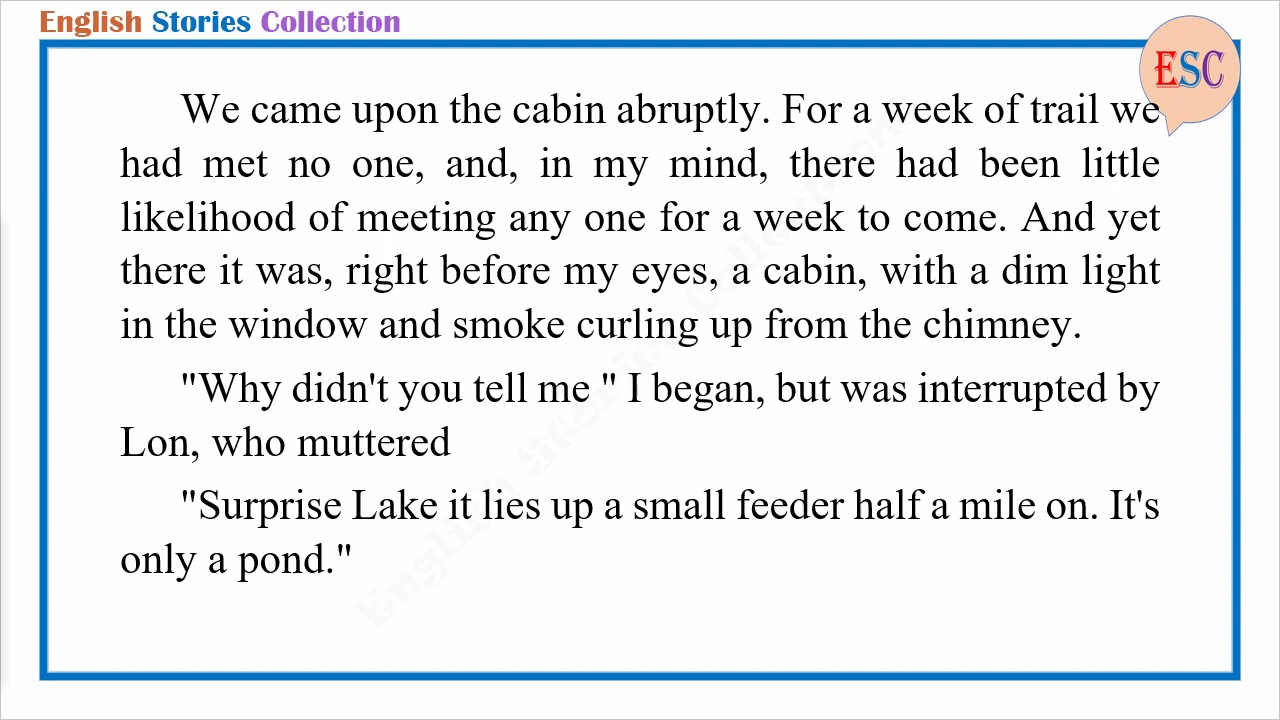 English Stories Collection
ESC
We came upon the cabin abruptly. For a week of trail we
had met no one, and, in my mind, there had been little
likelihood of meeting any one for a week to come. And yet
there it was, right before my eyes, a cabin, with a dim light
in the window and smoke curling up from the chimney.
"Why didn't you tell me " I began, but was interrupted by
Lon, who muttered
"Surprise Lake it lies up a small feeder half a mile on. It's
only a pond."
English Stories Collection